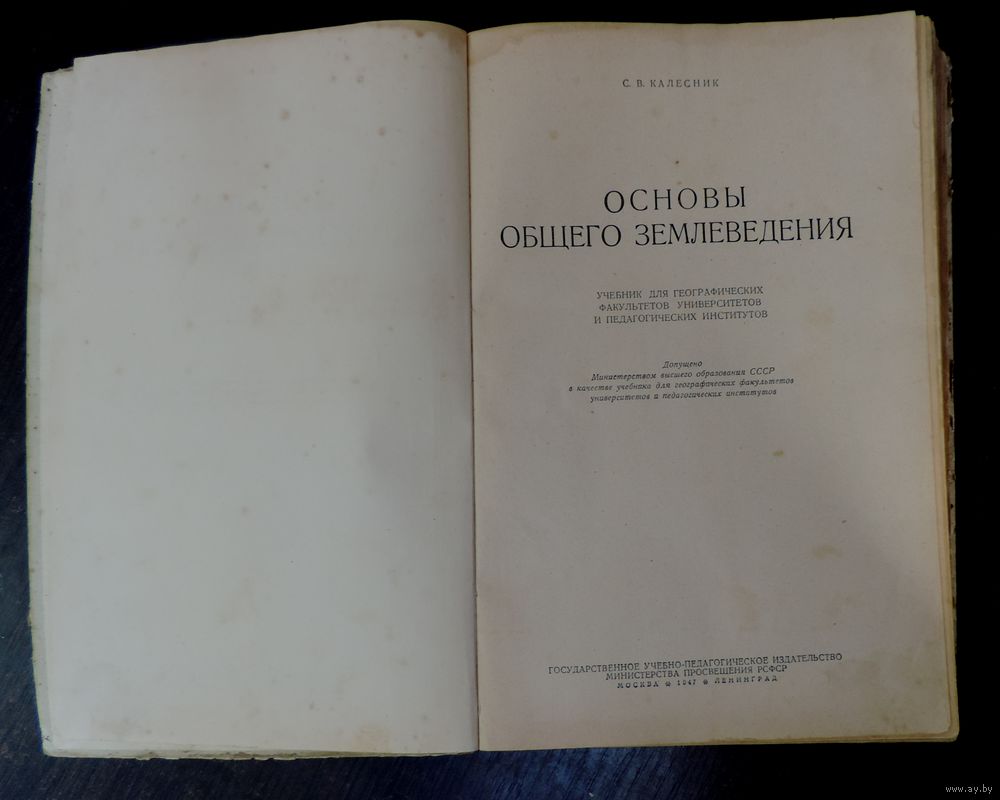 С. В. КАЛЕСНИК
ОСНОВЫ
ОБЩЕГО ЗЕМЛЕВЕДЕНИЯ
УЧЕБНИК ДЛЯ ГЕОГРАФИЧЕСКИХ
ФАКУЛЬТЕТОВ УНИВЕРСИТЕТОВ
И ПЕДАГОГИЧЕСКИХ ИНСТИТУТОВ
Допущено
Министерством высшего образования СССР
в качестве учебника для географических факультетов
университетов и педагогических институтов
ГОСУДАРСТВЕННОЕ УЧЕБНО-ПЕДАГОГИЧЕСКОЕ ИЗДАТЕЛЬСТВО
МИНИСТЕРСТВА ПРОСВЕЩЕНИЯ РСФСР
МОСКВА * 1947 * ЛЕНИНГРАД
www.ay.by